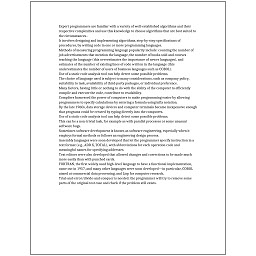 Expert programmers are familiar with a variety of well-established algorithms and their
respective complexities and use this knowledge to choose algorithms that are best suited to
the circumstances.
It involves designing and implementing algorithms, step-by-step specifications of
procedures, by writing code in one or more programming languages.
Methods of measuring programming language popularity include: counting the number of
job advertisements that mention the language, the number of books sold and courses
teaching the language (this overestimates the importance of newer languages), and
estimates of the number of existing lines of code written in the language (this
underestimates the number of users of business languages such as COBOL).
Use of a static code analysis tool can help detect some possible problems.
The choice of language used is subject to many considerations, such as company policy,
suitability to task, availability of third-party packages, or individual preference.
Many factors, having little or nothing to do with the ability of the computer to efficiently
compile and execute the code, contribute to readability.
Compilers harnessed the power of computers to make programming easier by allowing
programmers to specify calculations by entering a formula using infix notation.
By the late 1960s, data storage devices and computer terminals became inexpensive enough
that programs could be created by typing directly into the computers.
Use of a static code analysis tool can help detect some possible problems.
This can be a non-trivial task, for example as with parallel processes or some unusual
software bugs.
Sometimes software development is known as software engineering, especially when it
employs formal methods or follows an engineering design process.
Assembly languages were soon developed that let the programmer specify instruction in a
text format (e.g., ADD X, TOTAL), with abbreviations for each operation code and
meaningful names for specifying addresses.
Text editors were also developed that allowed changes and corrections to be made much
more easily than with punched cards.
FORTRAN, the first widely used high-level language to have a functional implementation,
came out in 1957, and many other languages were soon developed—in particular, COBOL
aimed at commercial data processing, and Lisp for computer research.
Trial-and-error/divide-and-conquer is needed: the programmer will try to remove some
parts of the original test case and check if the problem still exists.